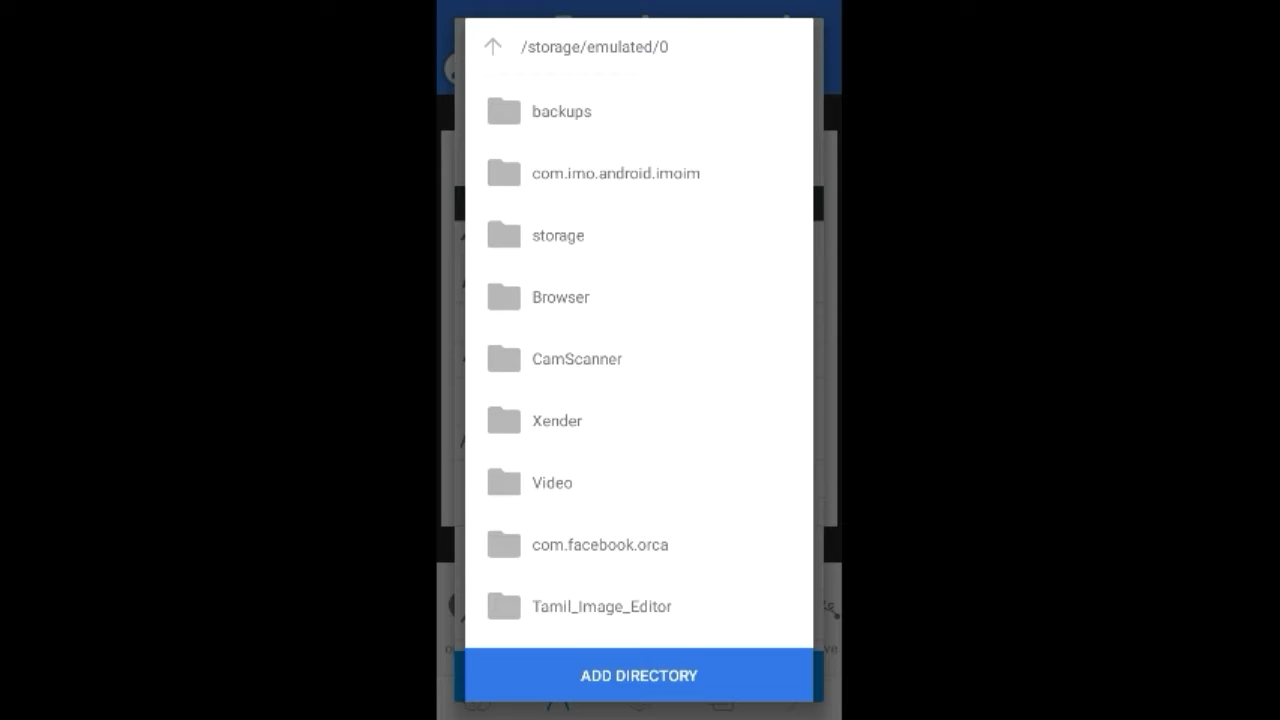 /storage/emulated/0
backups
com.imo.android.imoim
storage
Browser
CamScanner
Xender
Video
com.facebook.orca
Tamil_Image_Editor
ADD DIRECTORY